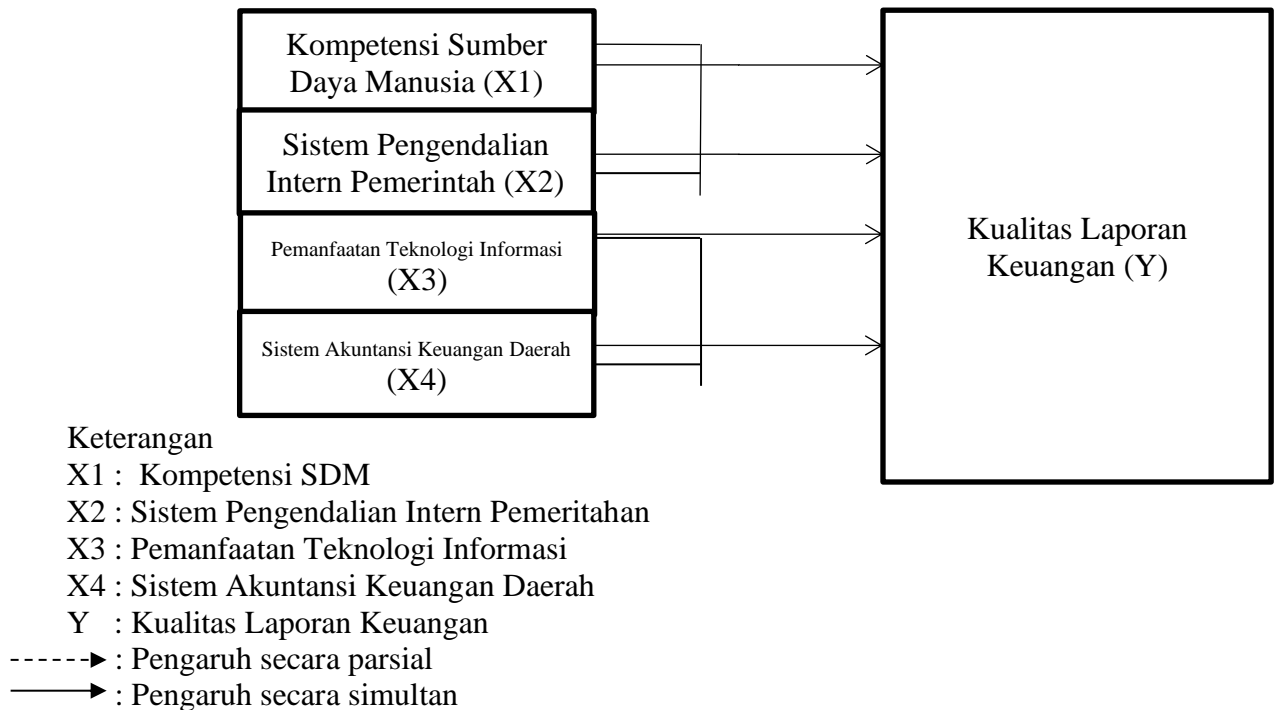 Kompetensi Sumber
Daya Manusia (X1)
Sistem Pengendalian
Intern Pemerintah (X2)
Pemanfaatan Teknologi Informasi
(X3)
Sistem Akuntansi Keuangan Daerah
(X4)
Kualitas Laporan
Keuangan (Y)
Keterangan
X1 : Kompetensi SDM
X2 : Sistem Pengendalian Intern Pemeritahan
X3 : Pemanfaatan Teknologi Informasi
X4 : Sistem Akuntansi Keuangan Daerah
Y : Kualitas Laporan Keuangan
: Pengaruh secara parsial
: Pengaruh secara simultan